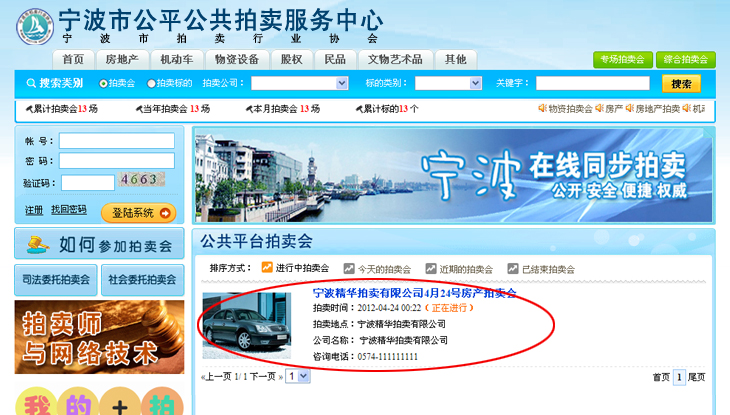 宁波市公平公共拍卖服务中心
宁波市拍卖行业协会
首页 房地产 机动车 物资设备 股权 民品 文物艺术品 其他
专场拍卖会 综合拍卖会
搜索类别 拍卖会 拍卖标的 拍卖公司： 标的类别： 关键字： 搜索
累计拍卖会13 场 当年拍卖会 13 场 本月拍卖会 13 场 累计标的13 个 物资拍卖会 房产 房地产拍卖 机
帐 号：
密 码：
验证码： 4663
注册 找回密码 登陆系统
宁波 在线同步拍卖
公开 安全 便捷 权威
如何参加拍卖会
司法委托拍卖会 社会委托拍卖会
拍卖师
与网络技术
我的+拍
公共平台拍卖会
排序方式： 进行中拍卖会 今天的拍卖会 近期的拍卖会 已结束拍卖会
宁波精华拍卖有限公司4月24号房产拍卖会
拍卖时间：2012-04-24 00:22（正在进行）
拍卖地点：宁波精华拍卖有限公司
公司名称： 宁波精华拍卖有限公司
咨询电话：0574-111111111
«上一页 1/ 1 下一页 » 1
首页 1 尾页